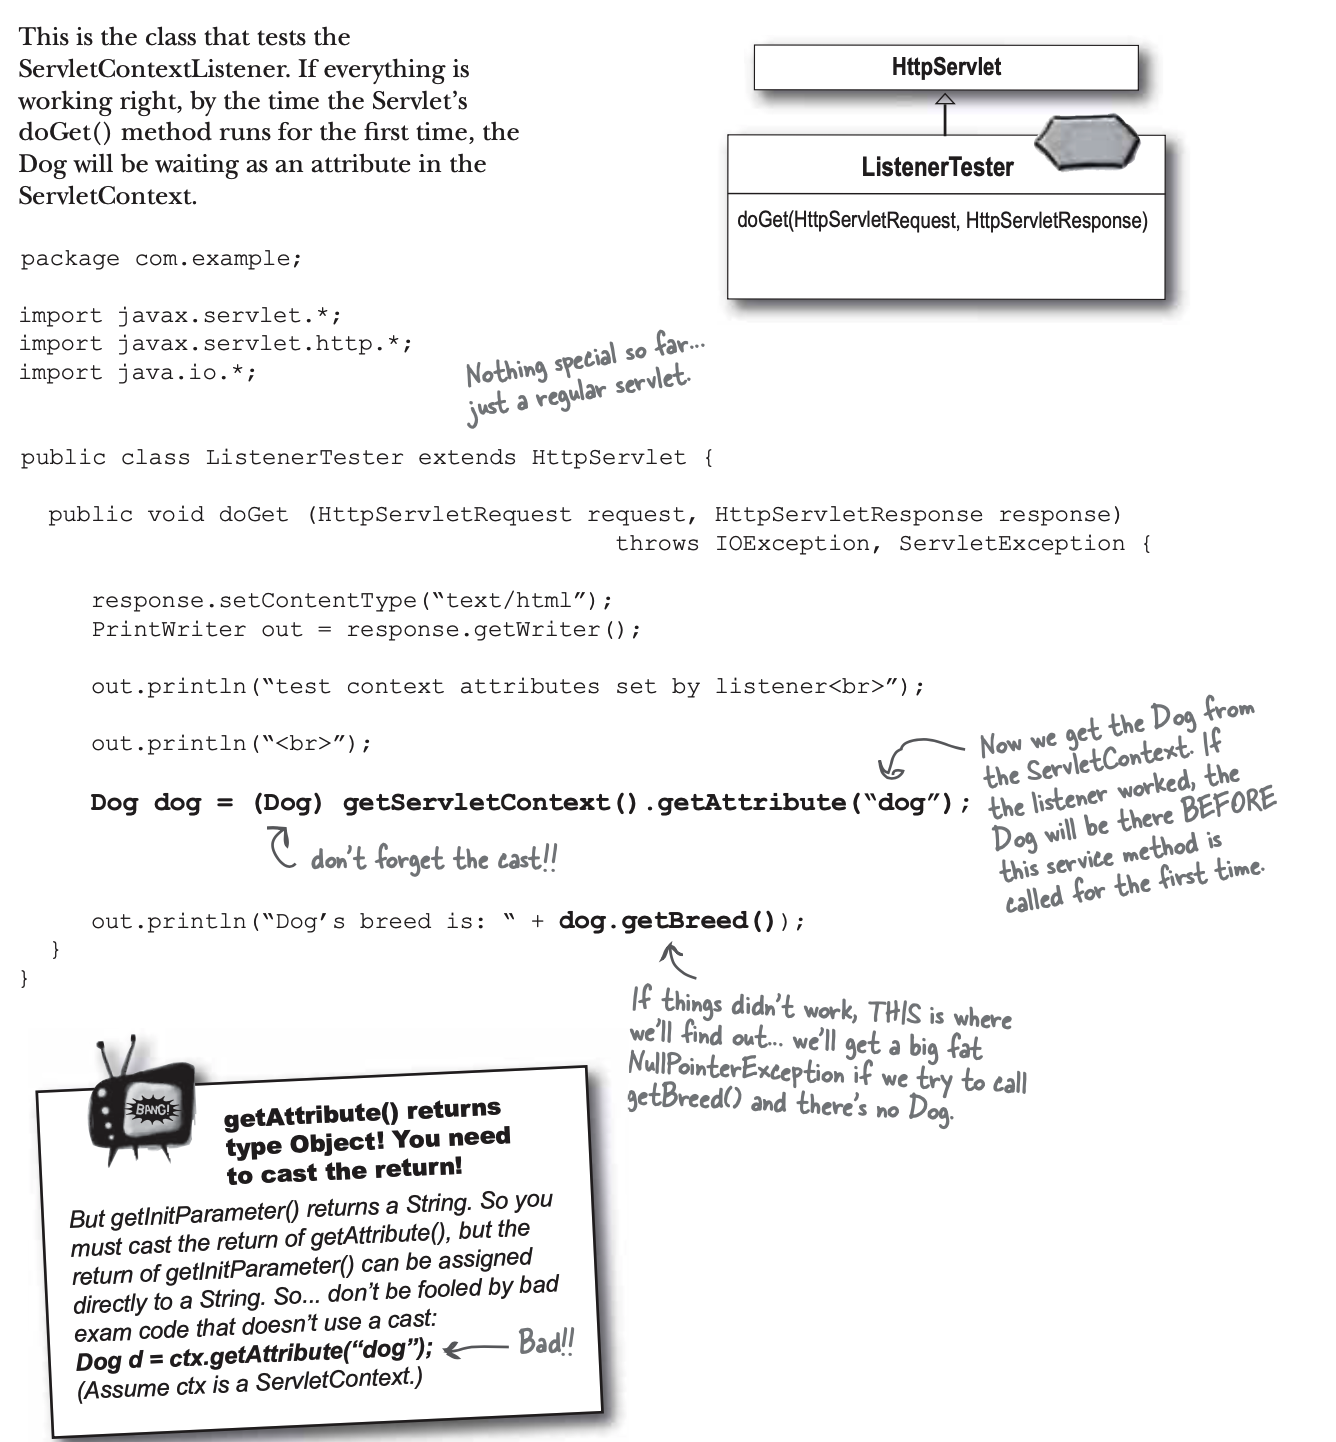 This is the class that tests the
ServletContextListener. If everything is
working right, by the time the Servlet’s
doGet() method runs for the first time, the
Dog will be waiting as an attribute in the
ServletContext.
HttpServlet
ListenerTester
doGet(HttpServletRequest, HttpServletResponse)
package com.example;
import javax.servlet.*;
import javax.servlet.http.*;
import java.io.*;
Nothing special so far...
just a regular servlet.
public class ListenerTester extends HttpServlet {
public void doGet (HttpServletRequest request, HttpServletResponse response)
throws IOException, ServletException {
response.setContentType(“text/html”);
PrintWriter out = response.getWriter();
out.println(“test context attributes set by listener<br>”);
out.println(“<br>”);
Dog dog = (Dog) getServletContext().getAttribute(“dog”);
don't forget the cast!!
Now we get the Dog from
the ServletContext. If
the listener worked, the
Dog will be there BEFORE
this service method is
called for the first time.
out.println(“Dog’s breed is: “ + dog.getBreed());
}
}
If things didn't work, THIS is where
we'll find out... we'll get a big fat
NullPointerException if we try to call
getBreed() and there's no Dog.
BANG!
getAttribute() returns
type Object! You need
to cast the return!
But getInitParameter() returns a String. So you
must cast the return of getAttribute(), but the
return of getInitParameter() can be assigned
directly to a String. So... don’t be fooled by bad
exam code that doesn’t use a cast:
Dog d = ctx.getAttribute(“dog”);
Bad!!
(Assume ctx is a ServletContext.)